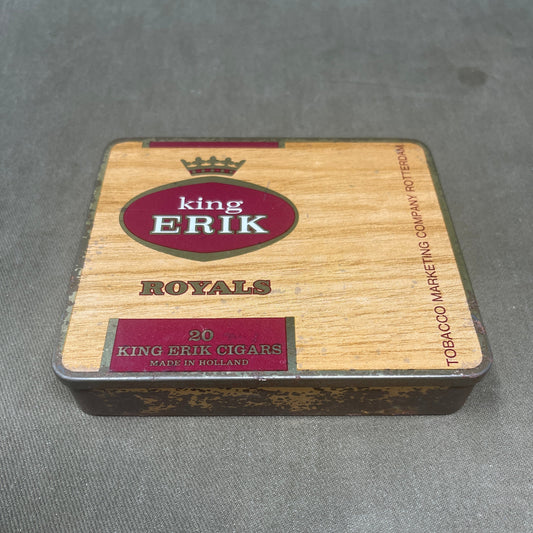 king
ERIK
ROYALS
20
KING ERIK CIGARS
MADE IN HOLLAND
TOBACCO MARKETING COMPANY ROTTERDAM